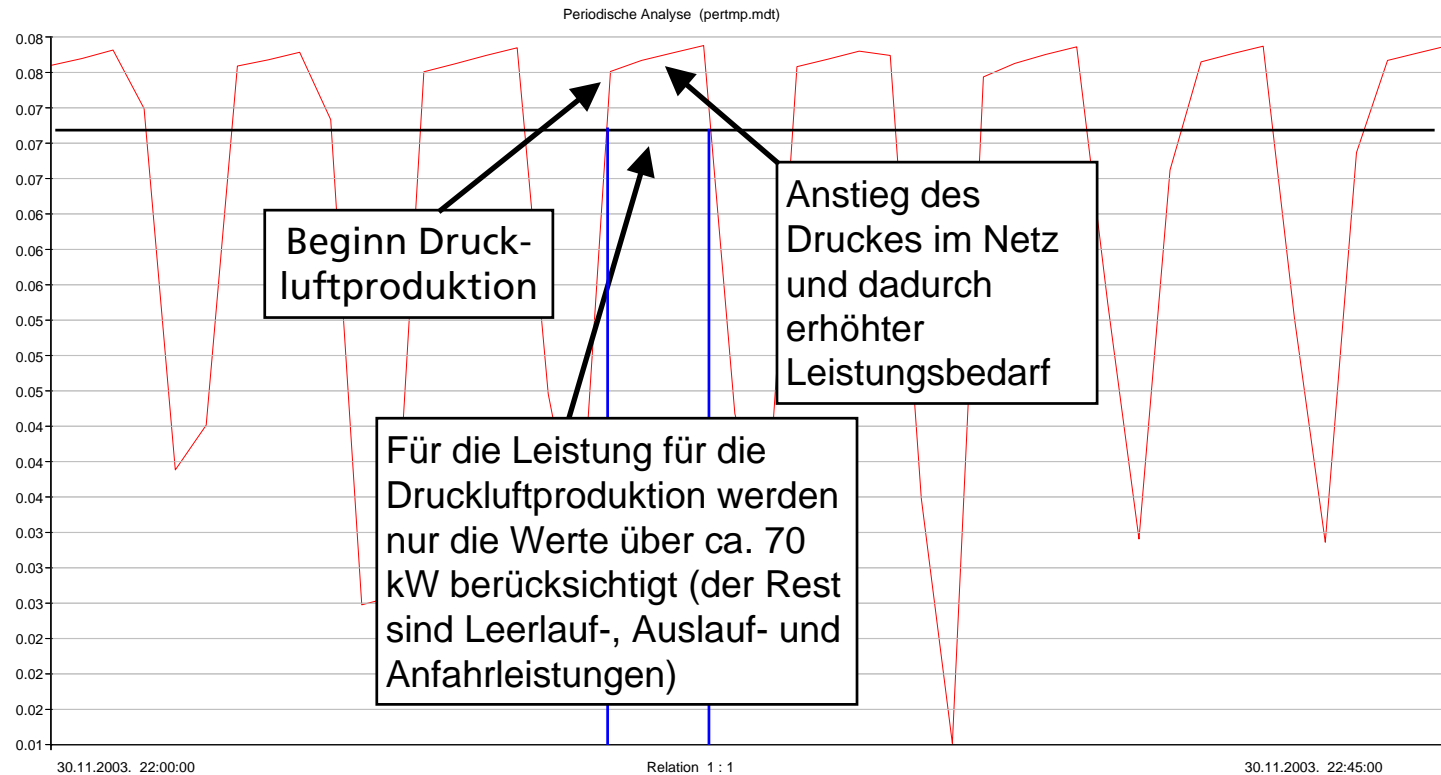 Periodische Analyse (pertmp.mdt)
0.08
0.08
0.07
0.07
0.07
0.06
0.06
0.06
0.05
0.05
0.05
0.04
0.04
0.04
0.03
0.03
0.03
0.02
0.02
0.02
0.01
Beginn Druck-
luftproduktion
Anstieg des
Druckes im Netz
und dadurch
erhöhter
Leistungsbedarf
Für die Leistung für die
Druckluftproduktion werden
nur die Werte über ca. 70
kW berücksichtigt (der Rest
sind Leerlauf-, Auslauf- und
Anfahrleistungen)
30.11.2003. 22:00:00
Relation 1 : 1
30.11.2003. 22:45:00